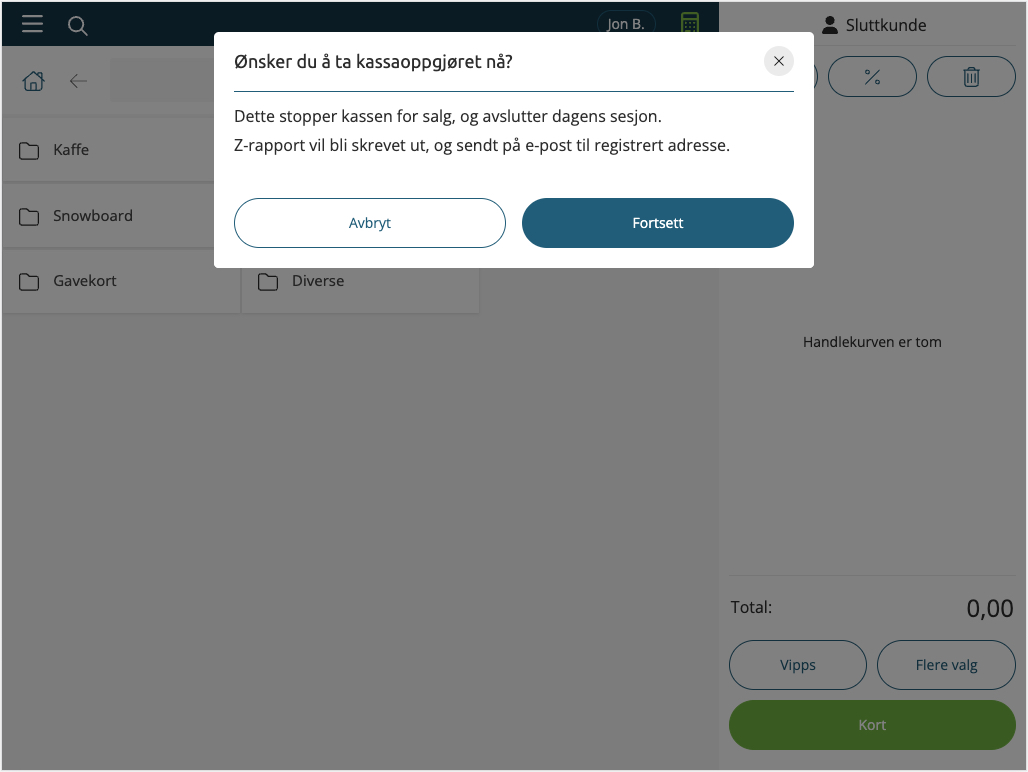 Jon B.
Sluttkunde
Ønsker du å ta kassaoppgjøret nå?
Dette stopper kassen for salg, og avslutter dagens sesjon.
Z-rapport vil bli skrevet ut, og sendt på e-post til registrert adresse.
Avbryt
Fortsett
Kaffe
Snowboard
Gavekort
Diverse
Handlekurven er tom
Total:
0,00
Vipps
Flere valg
Kort